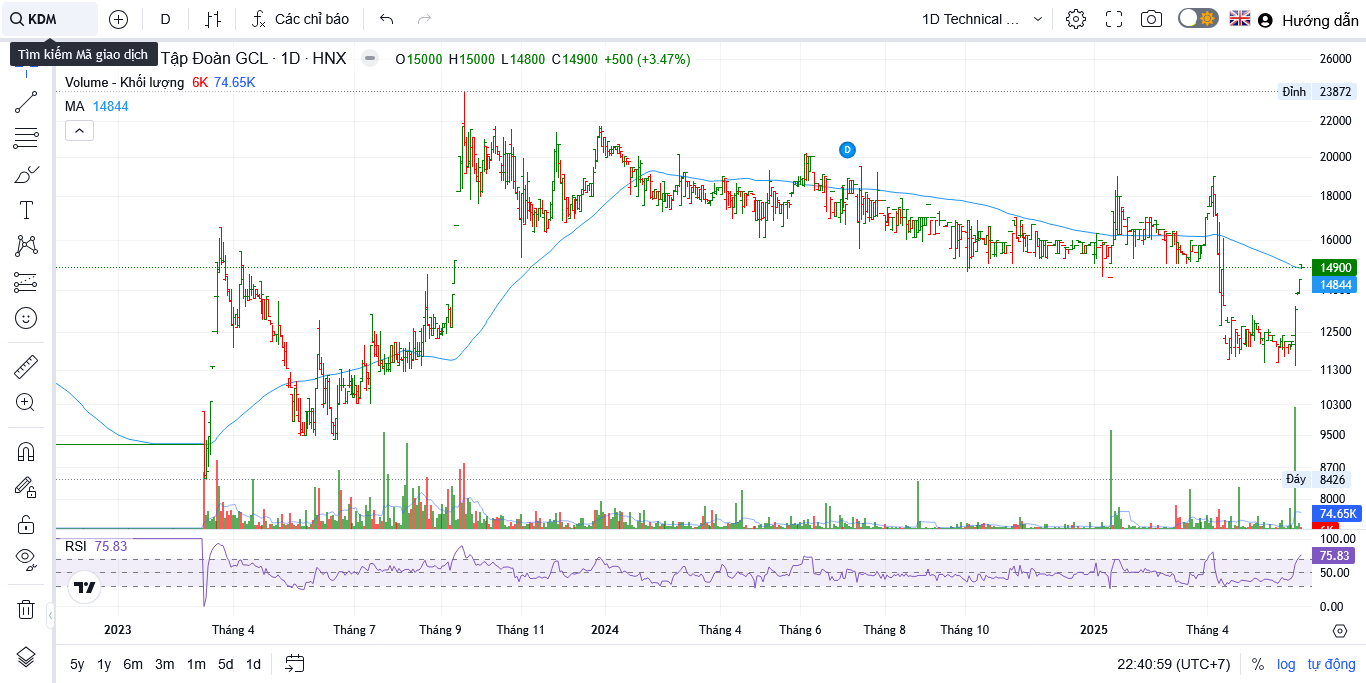 KDM
D
Các chỉ báo
1D Technical ...
Hướng dẫn
Tìm kiếm Mã giao dịch
Tập Đoàn GCL · 1D · HNX
O15000 H15000 L14800 C14900 +500 (+3.47%)
Volume - Khối lượng 6K 74.65K
MA 14844
D
26000
Đỉnh 23872
22000
20000
18000
16000
14900
14844
12500
11300
10300
9500
8700
Đáy 8426
8000
74.65K
6K
RSI 75.83
100.00
75.83
50.00
0.00
2023 Tháng 4 Tháng 7 Tháng 9 Tháng 11 2024 Tháng 4 Tháng 6 Tháng 8 Tháng 10 2025 Tháng 4
5y 1y 6m 3m 1m 5d 1d
22:40:59 (UTC+7) % log tự động